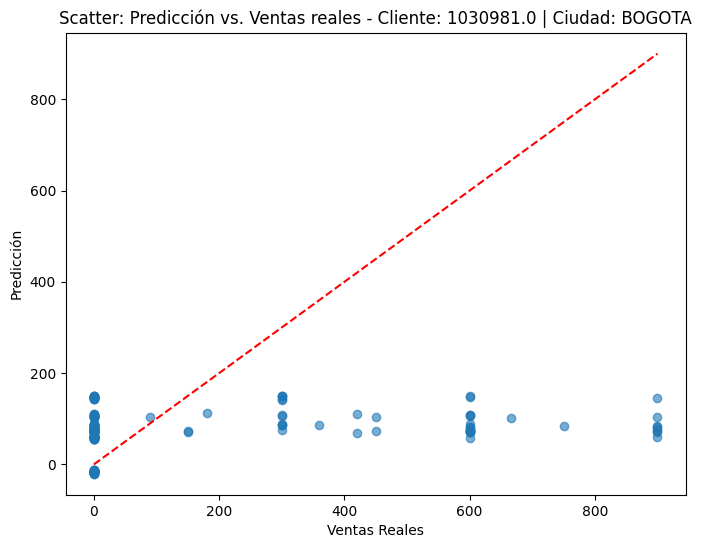 Scatter: Predicción vs. Ventas reales - Cliente: 1030981.0 | Ciudad: BOGOTA
800
600
400
200
0
Predicción
0 200 400 600 800
Ventas Reales